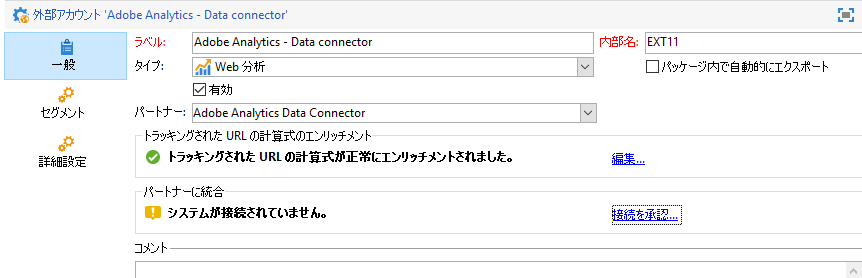 外部アカウント 'Adobe Analytics - Data connector'
一般
セグメント
詳細設定
ラベル: Adobe Analytics - Data connector 内部名: EXT11
タイプ: Web 分析 パッケージ内で自動的にエクスポート
有効
パートナー: Adobe Analytics Data Connector
トラッキングされた URL の計算式のエンリッチメント
トラッキングされた URL の計算式が正常にエンリッチメントされました。 編集...
パートナーに統合
システムが接続されていません。 接続を承認...
コメント